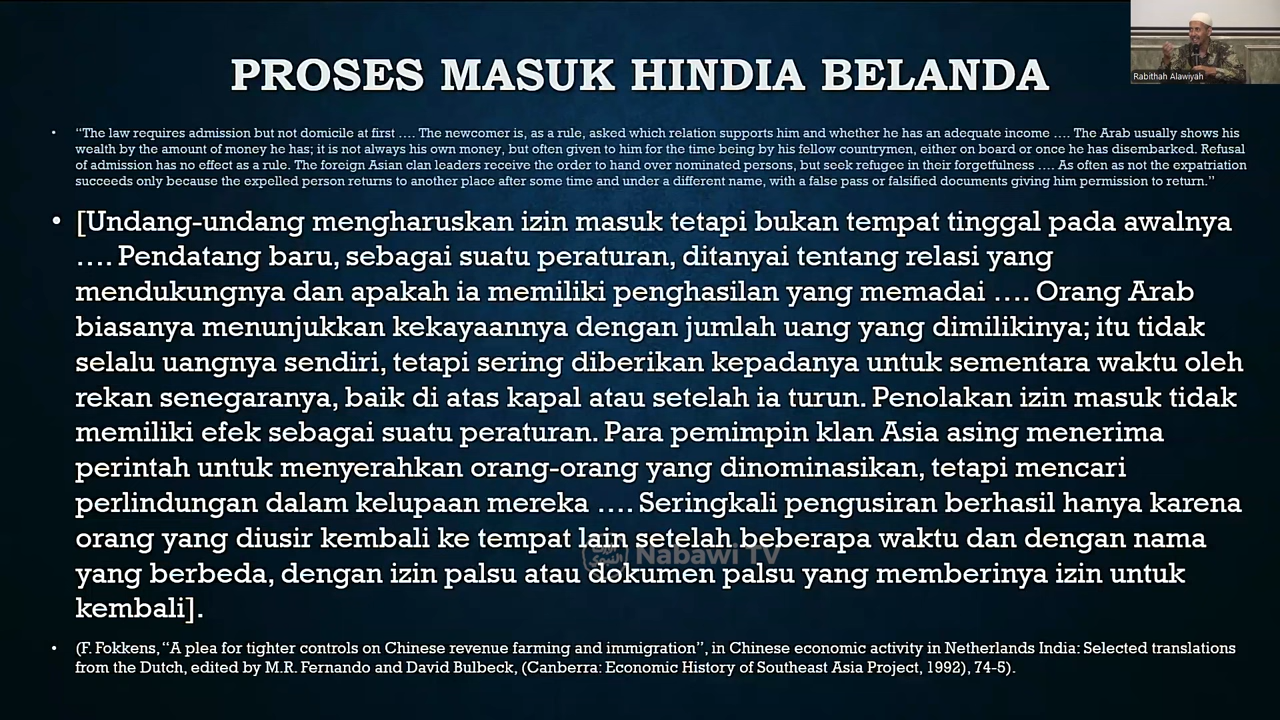 PROSES MASUK HINDIA BELANDA
Rabithah Alawiyah
• “The law requires admission but not domicile at first …. The newcomer is, as a rule, asked which relation supports him and whether he has an adequate income …. The Arab usually shows his
wealth by the amount of money he has; it is not always his own money, but often given to him for the time being by his fellow countrymen, either on board or once he has disembarked. Refusal
of admission has no effect as a rule. The foreign Asian clan leaders receive the order to hand over nominated persons, but seek refugee in their forgetfulness …. As often as not the expatriation
succeeds only because the expelled person returns to another place after some time and under a different name, with a false pass or falsified documents giving him permission to return.”
• [Undang-undang mengharuskan izin masuk tetapi bukan tempat tinggal pada awalnya
…. Pendatang baru, sebagai suatu peraturan, ditanyai tentang relasi yang
mendukungnya dan apakah ia memiliki penghasilan yang memadai …. Orang Arab
biasanya menunjukkan kekayaannya dengan jumlah uang yang dimilikinya; itu tidak
selalu uangnya sendiri, tetapi sering diberikan kepadanya untuk sementara waktu oleh
rekan senegaranya, baik di atas kapal atau setelah ia turun. Penolakan izin masuk tidak
memiliki efek sebagai suatu peraturan. Para pemimpin klan Asia asing menerima
perintah untuk menyerahkan orang-orang yang dinominasikan, tetapi mencari
perlindungan dalam kelupaan mereka …. Seringkali pengusiran berhasil hanya karena
orang yang diusir kembali ke tempat lain setelah beberapa waktu dan dengan nama
yang berbeda, dengan izin palsu atau dokumen palsu yang memberinya izin untuk
kembali].
Nabawi TV
• (F. Fokkens, “A plea for tighter controls on Chinese revenue farming and immigration”, in Chinese economic activity in Netherlands India: Selected translations
from the Dutch, edited by M.R. Fernando and David Bulbeck, (Canberra: Economic History of Southeast Asia Project, 1992), 74-5).